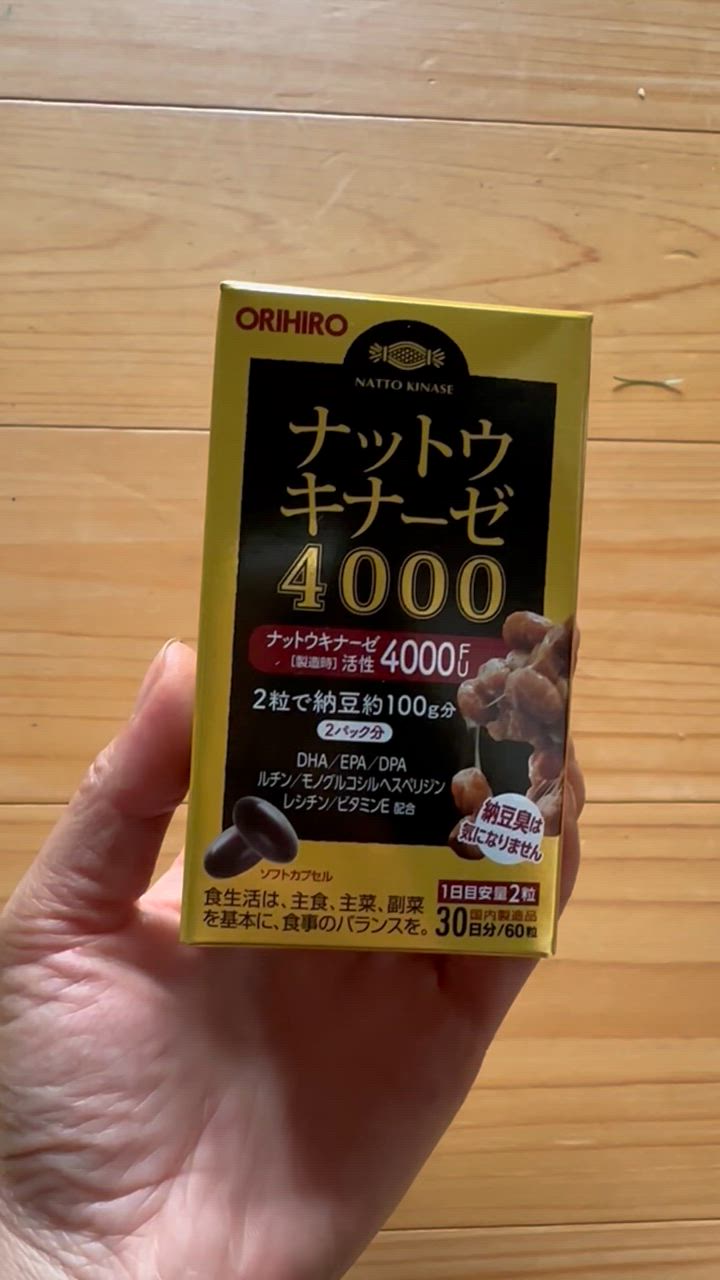 ORIHIRO
NATTO KINASE
ナットウ
キナーゼ
4000
ナットウキナーゼ
[製造時] 活性 4000FU
2粒で納豆約100g分
2パック分
DHA/EPA/DPA
ルチン/モノグルコシルヘスペリジン
レシチン/ビタミンE 配合
納豆臭は
気になりません
ソフトカプセル
食生活は、主食、主菜、副菜
を基本に、食事のバランスを。
1日目安量2粒
国内製造品
30日分/60粒